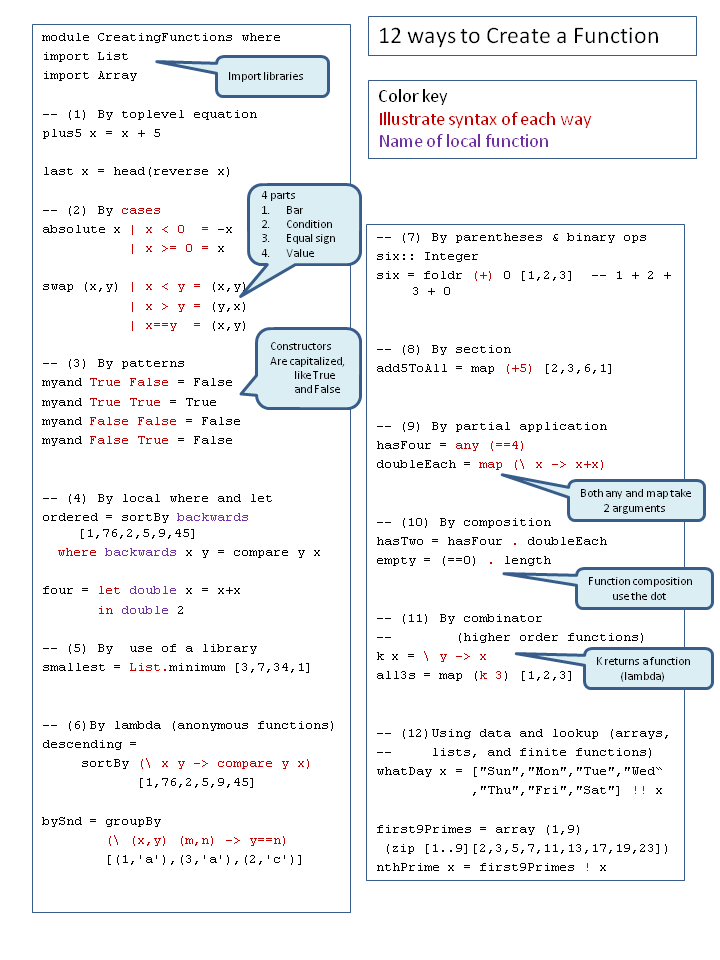 12 ways to Create a Function
Color key
Illustrate syntax of each way
Name of local function
module CreatingFunctions where
import List
import Array
Import libraries
-- (1) By toplevel equation
plus5 x = x + 5
last x = head(reverse x)
-- (2) By cases
absolute x | x < 0  = -x
           | x >= 0 = x
4 parts
1. Bar
2. Condition
3. Equal sign
4. Value
swap (x,y) | x < y = (x,y)
           | x > y = (y,x)
           | x==y  = (x,y)
-- (3) By patterns
myand True False = False
myand True True = True
myand False False = False
myand False True = False
Constructors
Are capitalized,
like True
and False
-- (4) By local where and let
ordered = sortBy backwards
     [1,76,2,5,9,45]
  where backwards x y = compare y x
four = let double x = x+x
       in double 2
-- (5) By  use of a library
smallest = List.minimum [3,7,34,1]
-- (6)By lambda (anonymous functions)
descending =
     sortBy (\ x y -> compare y x)
            [1,76,2,5,9,45]
bySnd = groupBy
        (\ (x,y) (m,n) -> y==n)
        [(1,'a'),(3,'a'),(2,'c')]
-- (7) By parentheses & binary ops
six:: Integer
six = foldr (+) 0 [1,2,3]  -- 1 + 2 +
     3 + 0
-- (8) By section
add5ToAll = map (+5) [2,3,6,1]
-- (9) By partial application
hasFour = any (==4)
doubleEach = map (\ x -> x+x)
Both any and map take
2 arguments
-- (10) By composition
hasTwo = hasFour . doubleEach
empty = (==0) . length
Function composition
use the dot
-- (11) By combinator
--       (higher order functions)
k x = \ y -> x
all3s = map (k 3) [1,2,3]
K returns a function
(lambda)
-- (12)Using data and lookup (arrays,
--     lists, and finite functions)
whatDay x = ["Sun","Mon","Tue","Wed"
            ,"Thu","Fri","Sat"] !! x
first9Primes = array (1,9)
 (zip [1..9][2,3,5,7,11,13,17,19,23])
nthPrime x = first9Primes ! x